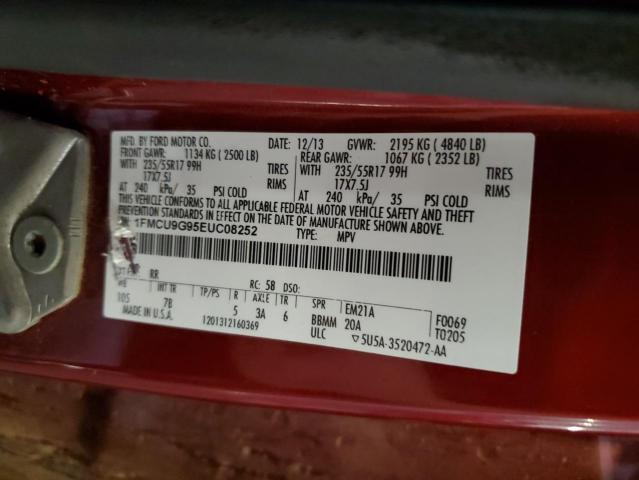 MFD. BY FORD MOTOR CO. DATE: 12/13 GVWR: 2195 KG ( 4840 LB)
FRONT GAWR: 1134 KG ( 2500 LB) REAR GAWR: 1067 KG ( 2352 LB)
WITH 235/55R17 99H TIRES WITH 235/55R17 99H TIRES
17X7.5J RIMS 17X7.5J RIMS
AT 240 kPa/ 35 PSI COLD AT 240 kPa/ 35 PSI COLD
THIS VEHICLE CONFORMS TO ALL APPLICABLE FEDERAL MOTOR VEHICLE SAFETY AND THEFT
PREVENTION STANDARDS IN EFFECT ON THE DATE OF MANUFACTURE SHOWN ABOVE.
1FMCU9G95EUC08252 TYPE: MPV
RR RC: 58 DSO:
WB INT TR TP/PS R AXLE TR SPR EM21A F0069
105 7B 5 3A 6 BBMM 20A T0205
MADE IN U.S.A. 1201312160369 ULC ▽5U5A-3520472-AA